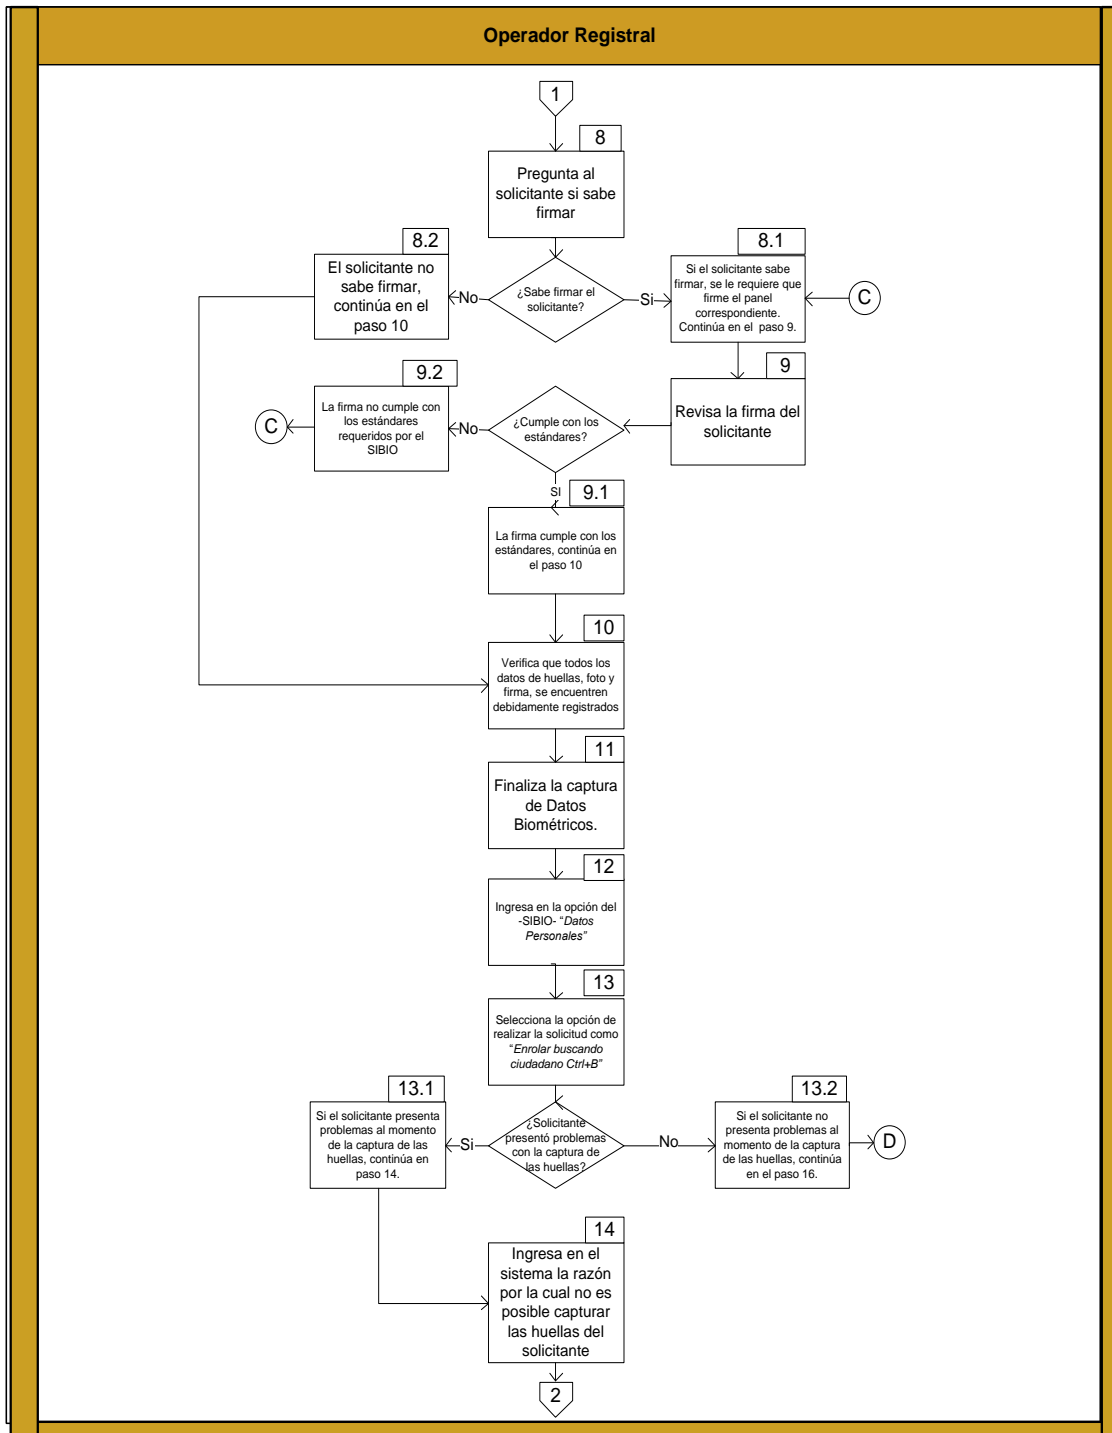 Operador Registral
1
8
Pregunta al
solicitante si sabe
firmar
8.2
El solicitante no
sabe firmar,
continúa en el
paso 10
No
¿Sabe firmar el
solicitante?
Si
8.1
Si el solicitante sabe
firmar, se le requiere que
firme el panel
correspondiente.
Continúa en el  paso 9.
C
9.2
La firma no cumple con
los estándares
requeridos por el
SIBIO
C
No
¿Cumple con los
estándares?
9
Revisa la firma del
solicitante
SI
9.1
La firma cumple con los
estándares, continúa en
el paso 10
10
Verifica que todos los
datos de huellas, foto y
firma, se encuentren
debidamente registrados
11
Finaliza la captura
de Datos
Biométricos.
12
Ingresa en la opción del
-SIBIO- “Datos
Personales”
13
Selecciona la opción de
realizar la solicitud como
“Enrolar buscando
ciudadano Ctrl+B”
13.1
Si el solicitante presenta
problemas al momento
de la captura de las
huellas, continúa en
paso 14.
Si
¿Solicitante
presentó problemas
con la captura de
las huellas?
No
13.2
Si el solicitante no
presenta problemas al
momento de la captura
de las huellas, continúa
en el paso 16.
D
14
Ingresa en el
sistema la razón
por la cual no es
posible capturar
las huellas del
solicitante
2